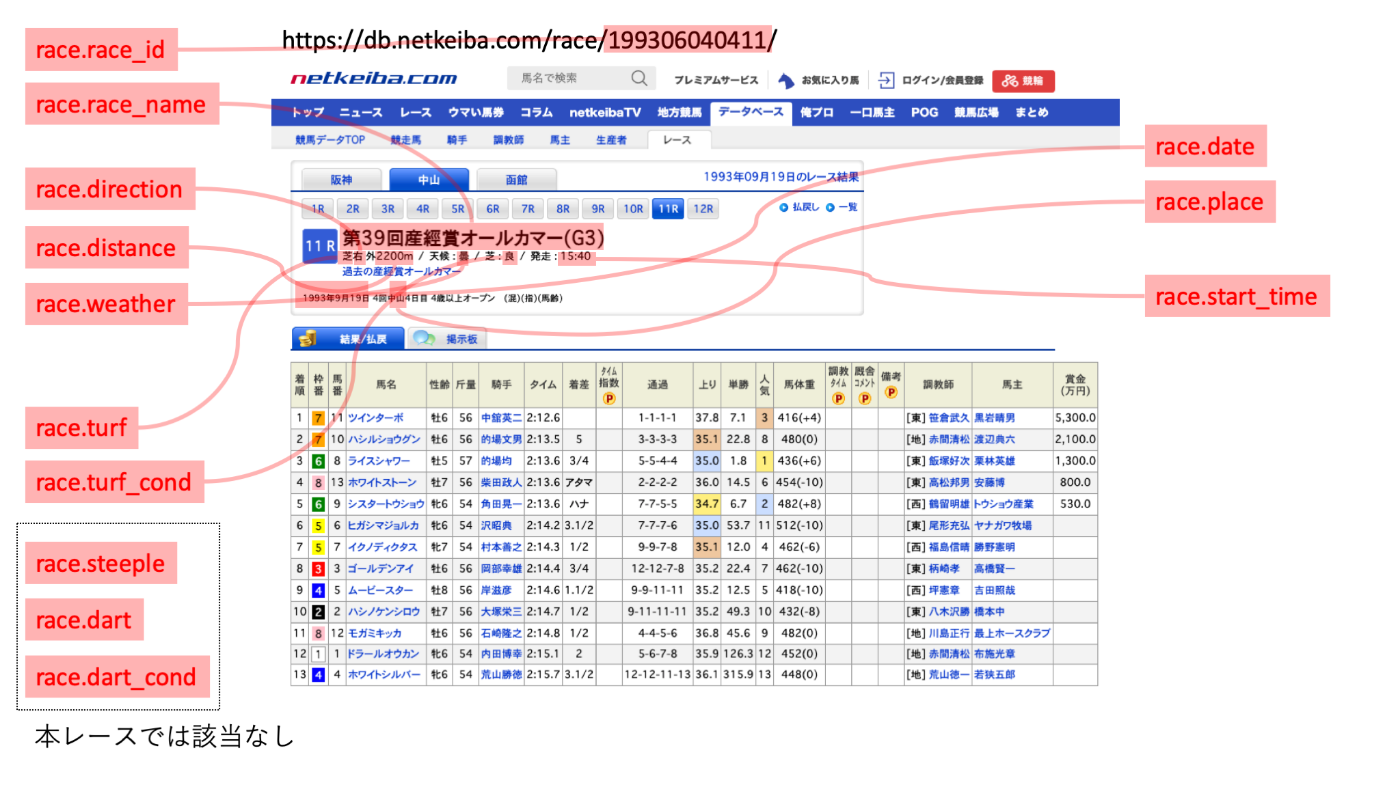 https://db.netkeiba.com/race/199306040411/
race.race_id
race.race_name
race.direction
race.distance
race.weather
race.turf
race.turf_cond
race.steeple
race.dart
race.dart_cond
本レースでは該当なし
race.date
race.place
race.start_time
netkeiba.com 馬名で検索 プレミアムサービス お気に入り馬 ログイン/会員登録 競輪
トップ ニュース レース ウマい馬券 コラム netkeibaTV 地方競馬 データベース 俺プロ 一口馬主 POG 競馬広場 まとめ
競馬データTOP 競走馬 騎手 調教師 馬主 生産者 レース
阪神 中山 函館 1993年09月19日のレース結果
1R 2R 3R 4R 5R 6R 7R 8R 9R 10R 11R 12R 払戻し 一覧
11 R 第39回産經賞オールカマー(G3)
芝右 外2200m / 天候 : 曇 / 芝 : 良 / 発走 : 15:40
過去の産經賞オールカマー
1993年9月19日 4回中山4日目 4歳以上オープン (混)(指)(馬齢)
結果/払戻 掲示板
着順 枠番 馬番 馬名 性齢 斤量 騎手 タイム 着差 タイム指数 P 通過 上り 単勝 人気 馬体重 調教タイム P 厩舎コメント P 備考 P 調教師 馬主 賞金(万円)
1 7 11 ツインターボ 牡6 56 中舘英二 2:12.6 1-1-1-1 37.8 7.1 3 416(+4) [東] 笹倉武久 黒岩晴男 5,300.0
2 7 10 ハシルショウグン 牡6 56 的場文男 2:13.5 5 3-3-3-3 35.1 22.8 8 480(0) [地] 赤間清松 渡辺典六 2,100.0
3 6 8 ライスシャワー 牡5 57 的場均 2:13.6 3/4 5-5-4-4 35.0 1.8 1 436(+6) [東] 飯塚好次 栗林英雄 1,300.0
4 8 13 ホワイトストーン 牡7 56 柴田政人 2:13.6 アタマ 2-2-2-2 36.0 14.5 6 454(-10) [東] 高松邦男 安藤博 800.0
5 6 9 シスタートウショウ 牝6 54 角田晃一 2:13.6 ハナ 7-7-5-5 34.7 6.7 2 482(+8) [西] 鶴留明雄 トウショウ産業 530.0
6 5 6 ヒガシマジョルカ 牝6 54 沢昭典 2:14.2 3.1/2 7-7-7-6 35.0 53.7 11 512(-10) [東] 尾形充弘 ヤナガワ牧場
7 5 7 イクノディクタス 牝7 54 村本善之 2:14.3 1/2 9-9-7-8 35.1 12.0 4 462(-6) [西] 福島信晴 勝野憲明
8 3 3 ゴールデンアイ 牡6 56 岡部幸雄 2:14.4 3/4 12-12-7-8 35.2 22.4 7 462(-10) [東] 柄崎孝 高橋賢一
9 4 5 ムービースター 牡8 56 岸滋彦 2:14.6 1.1/2 9-9-11-11 35.2 12.5 5 418(-10) [西] 坪憲章 吉田照哉
10 2 2 ハシノケンシロウ 牡7 56 大塚栄三 2:14.7 1/2 9-11-11-11 35.2 49.3 10 432(-8) [東] 八木沢勝 橋本中
11 8 12 モガミキッカ 牡6 56 石崎隆之 2:14.8 1/2 4-4-5-6 36.8 45.6 9 482(0) [地] 川島正行 最上ホースクラブ
12 1 1 ドラールオウカン 牝6 54 内田博幸 2:15.1 2 5-6-7-8 35.9 126.3 12 452(0) [地] 赤間清松 布施光章
13 4 4 ホワイトシルバー 牝6 54 荒山勝徳 2:15.7 3.1/2 12-12-11-13 36.1 315.9 13 448(0) [地] 荒山徳一 若狭五郎